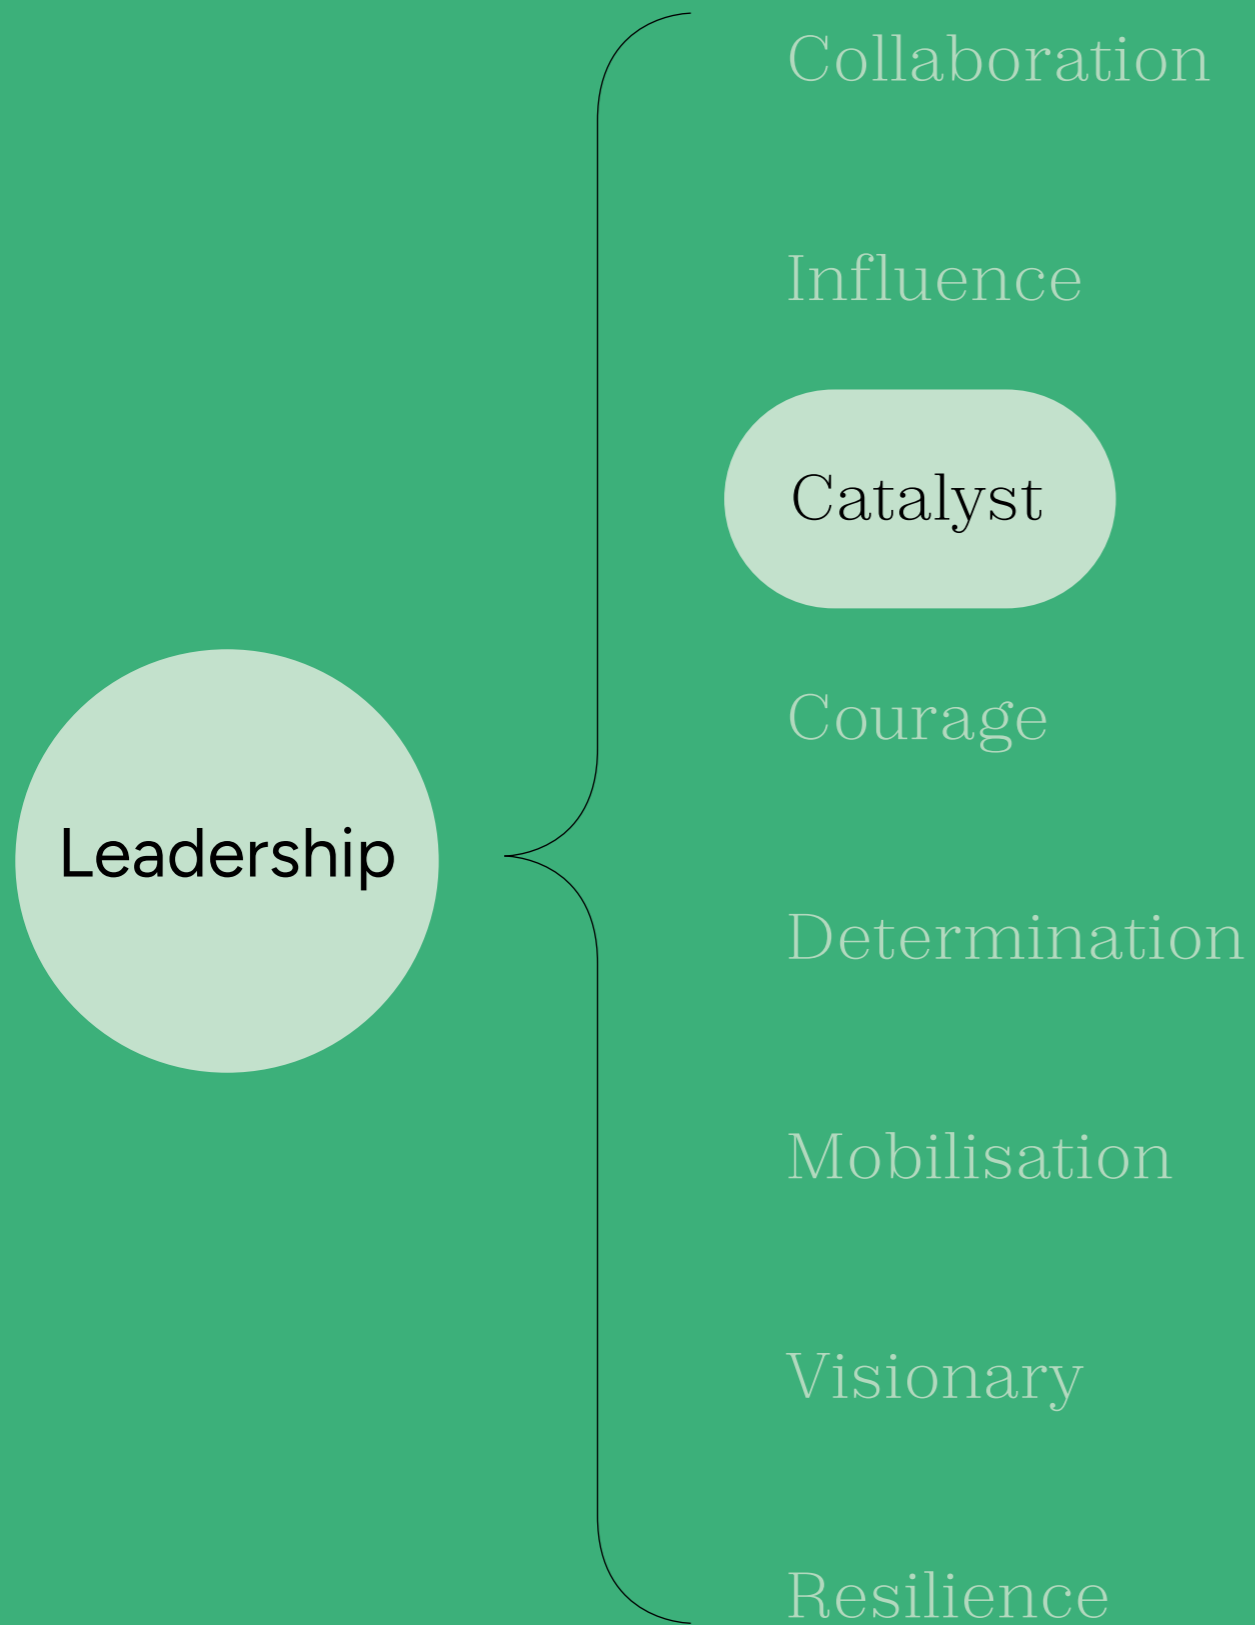 Leadership
Collaboration
Influence
Catalyst
Courage
Determination
Mobilisation
Visionary
Resilience